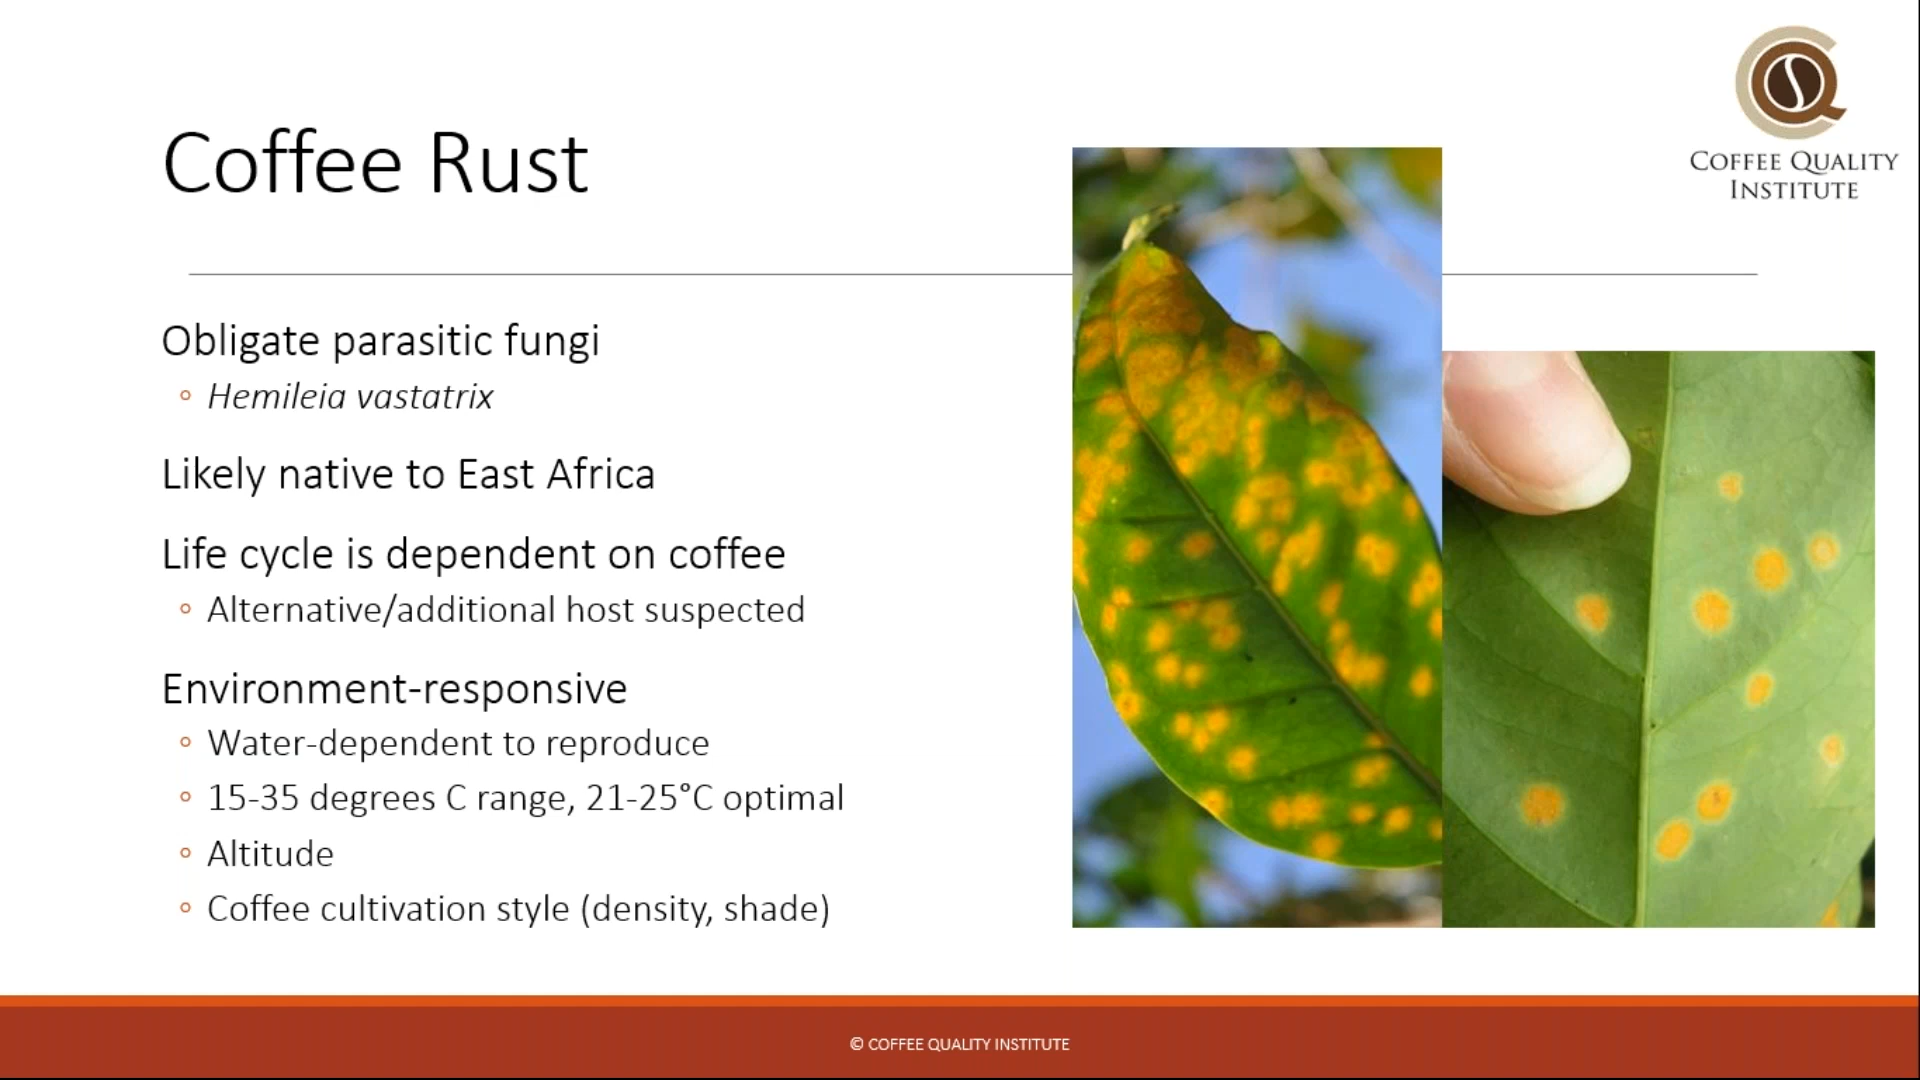 Coffee Rust
COFFEE QUALITY
INSTITUTE
Obligate parasitic fungi
◦ Hemileia vastatrix
Likely native to East Africa
Life cycle is dependent on coffee
◦ Alternative/additional host suspected
Environment-responsive
◦ Water-dependent to reproduce
◦ 15-35 degrees C range, 21-25°C optimal
◦ Altitude
◦ Coffee cultivation style (density, shade)
© COFFEE QUALITY INSTITUTE